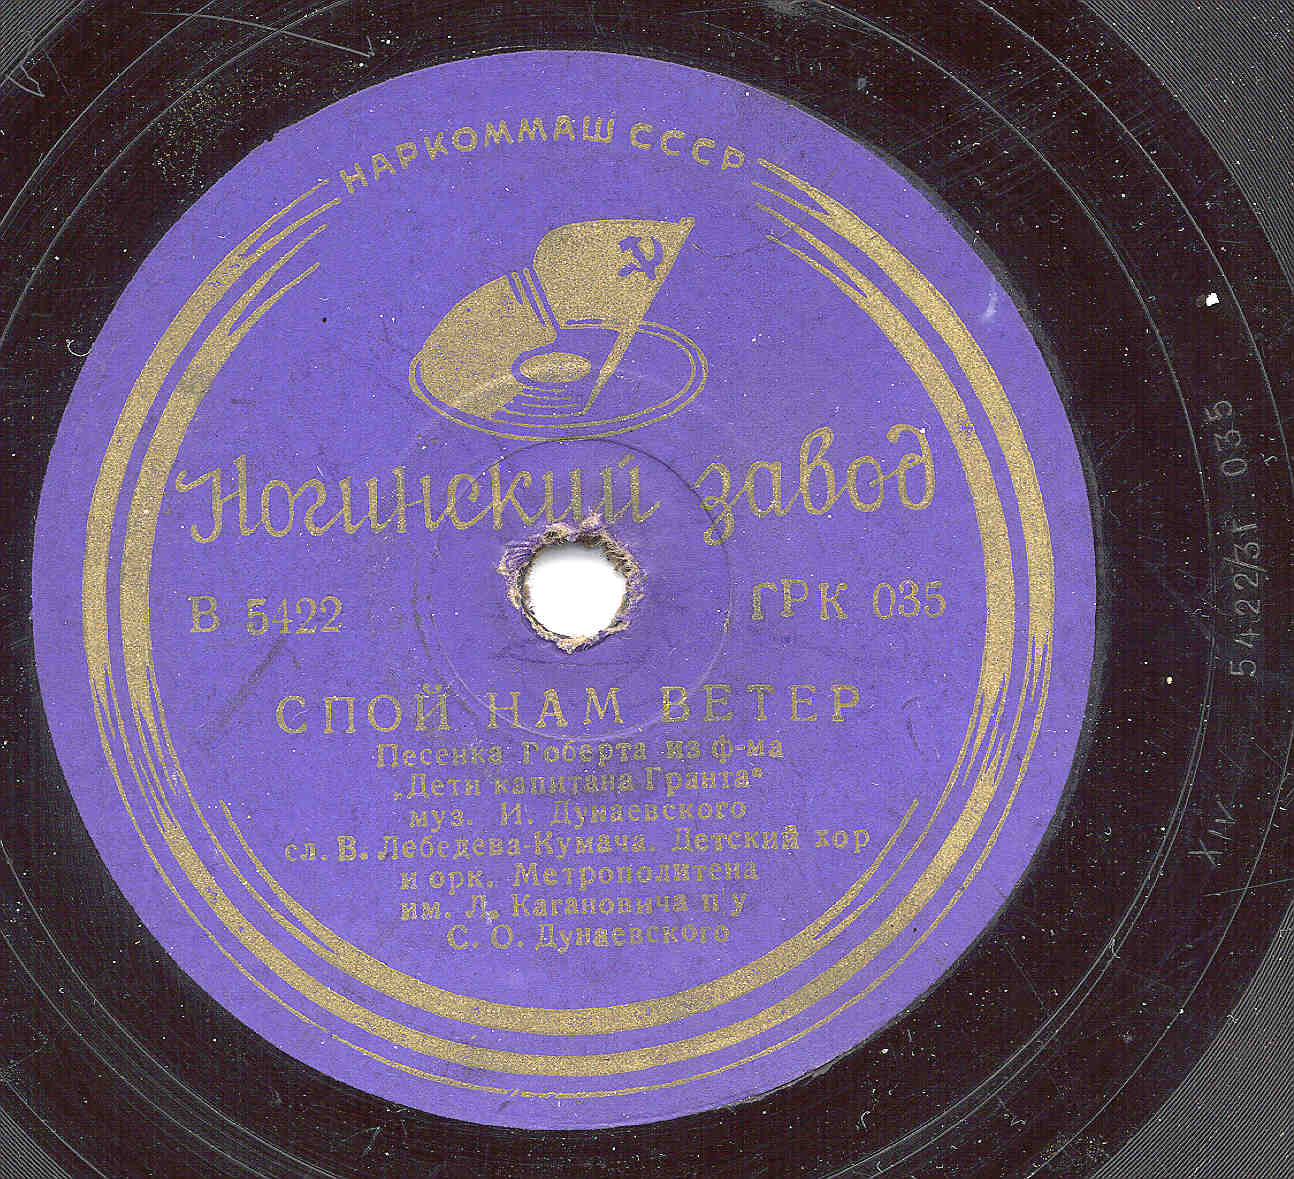 НАРКОММАШ СССР
Ногинский завод
В 5422
ГРК 035
СПОЙ НАМ ВЕТЕР
Песенка Гоберта из ф-ма
„Дети капитана Гранта"
муз. И. Дунаевского
сл. В. Лебедева-Кумача. Детский хор
и орк. Метрополитена
им. Л. Кагановича п у
С. О. Дунаевского
5422/31 035